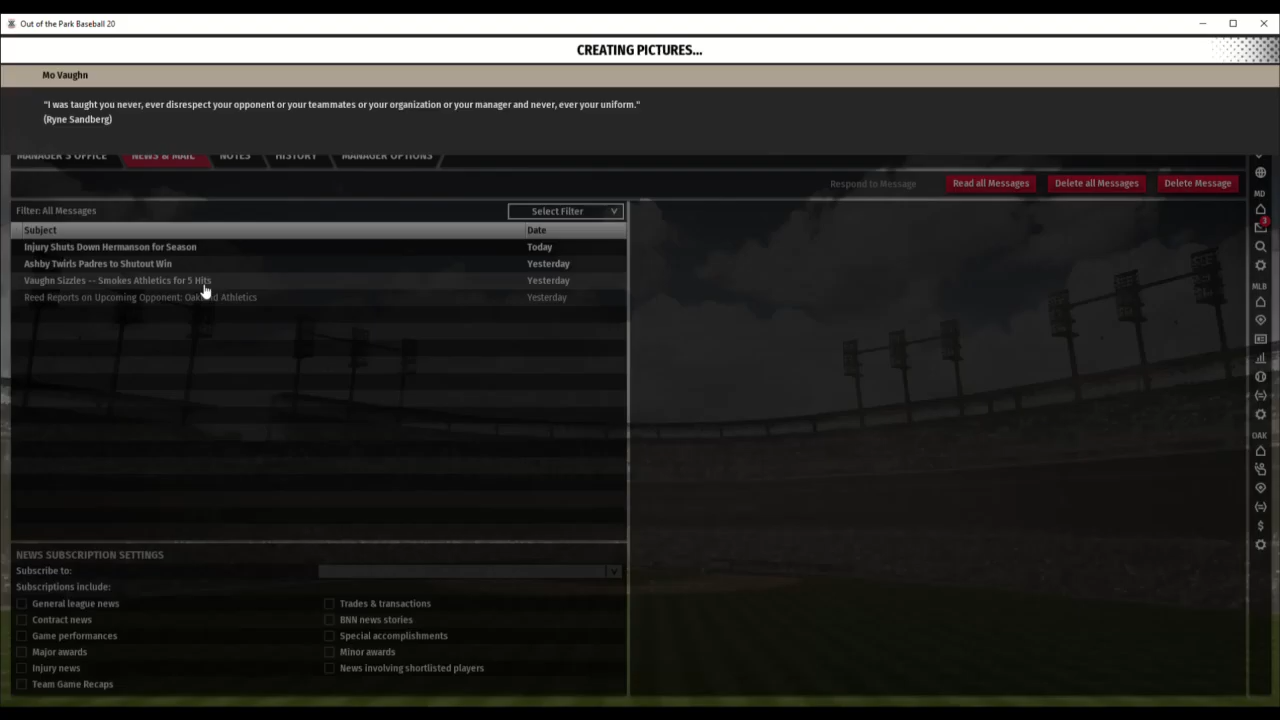 Out of the Park Baseball 20
CREATING PICTURES...
Mo Vaughn
"I was taught you never, ever disrespect your opponent or your teammates or your organization or your manager and never, ever your uniform."
(Ryne Sandberg)
MANAGER'S OFFICE NEWS & MAIL NOTES HISTORY MANAGER OPTIONS
Respond to Message Read all Messages Delete all Messages Delete Message
Filter: All Messages Select Filter
Subject Date
Injury Shuts Down Hermanson for Season Today
Ashby Twirls Padres to Shutout Win Yesterday
Vaughn Sizzles -- Smokes Athletics for 5 Hits Yesterday
Reed Reports on Upcoming Opponent: Oakland Athletics Yesterday
NEWS SUBSCRIPTION SETTINGS
Subscribe to:
Subscriptions include:
General league news Trades & transactions
Contract news BNN news stories
Game performances Special accomplishments
Major awards Minor awards
Injury news News involving shortlisted players
Team Game Recaps
MD
3
MLB
OAK